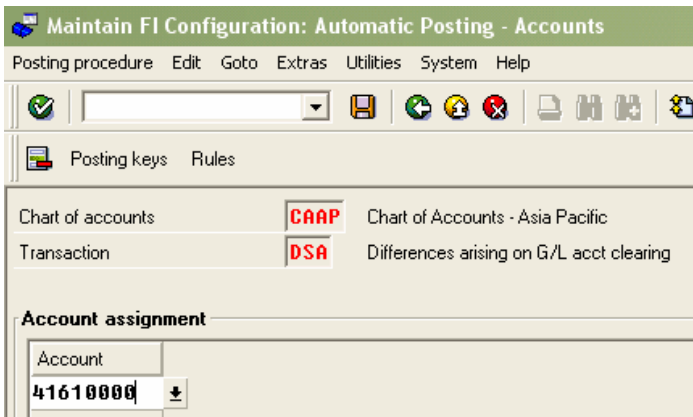 Maintain FI Configuration: Automatic Posting - Accounts
Posting procedure Edit Goto Extras Utilities System Help
Posting keys Rules
Chart of accounts CAAP Chart of Accounts - Asia Pacific
Transaction DSA Differences arising on G/L acct clearing
Account assignment
Account
41610000